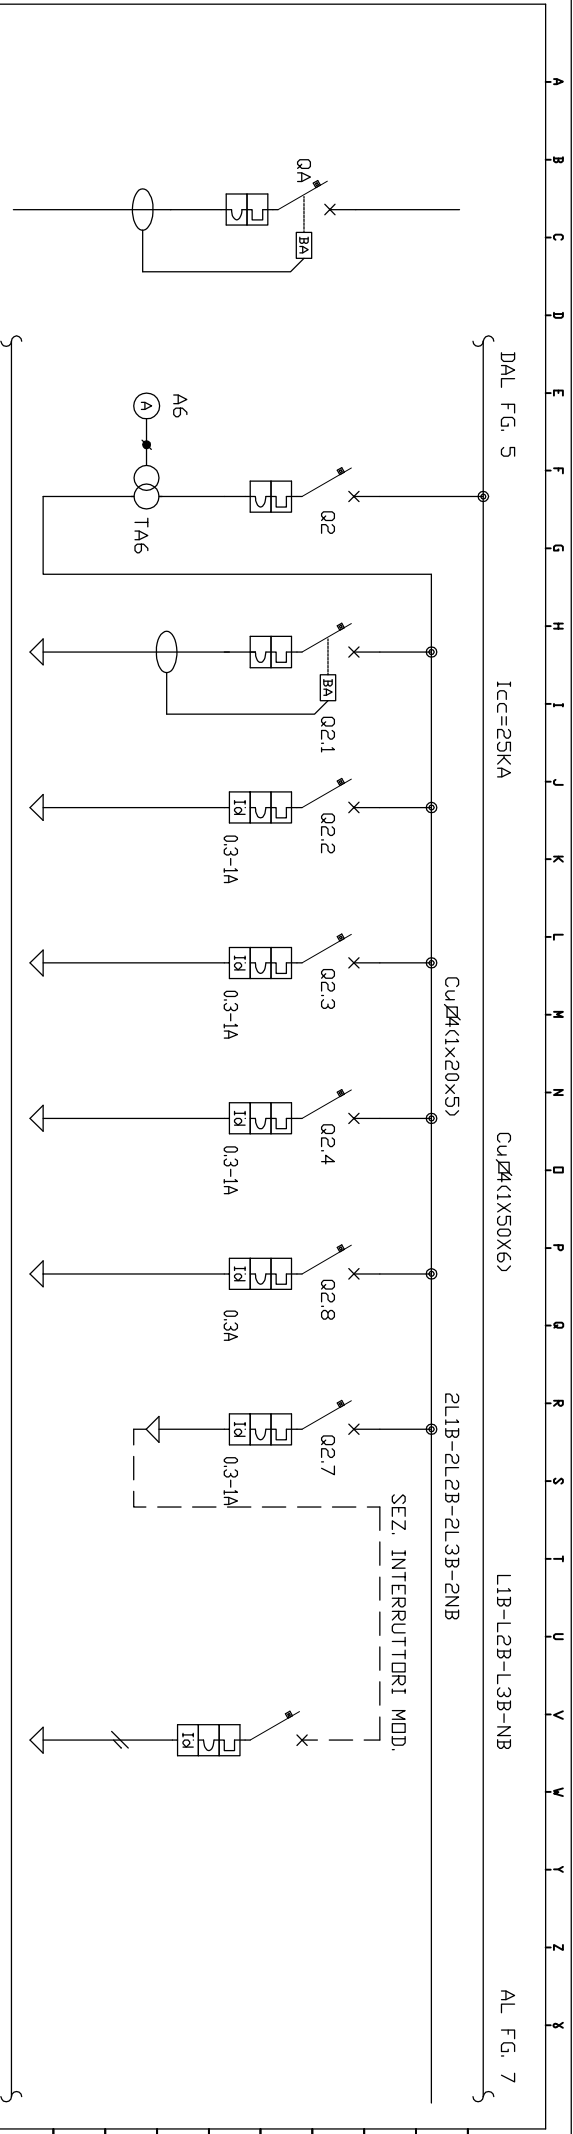 A B C D E F G H I J K L M N O P Q R S T U V W Y Z X
DAL FG. 5
Icc=25KA
Cu⌀4(1X50X6)
L1B-L2B-L3B-NB
AL FG. 7
Cu⌀4(1x20x5)
2L1B-2L2B-2L3B-2NB
SEZ. INTERRUTTORI MOD.
QA
BA
Q2
A6
A
TA6
Q2.1
BA
Q2.2
Id
0.3-1A
Q2.3
Id
0.3-1A
Q2.4
Id
0.3-1A
Q2.8
Id
0.3A
Q2.7
Id
0.3-1A
Id